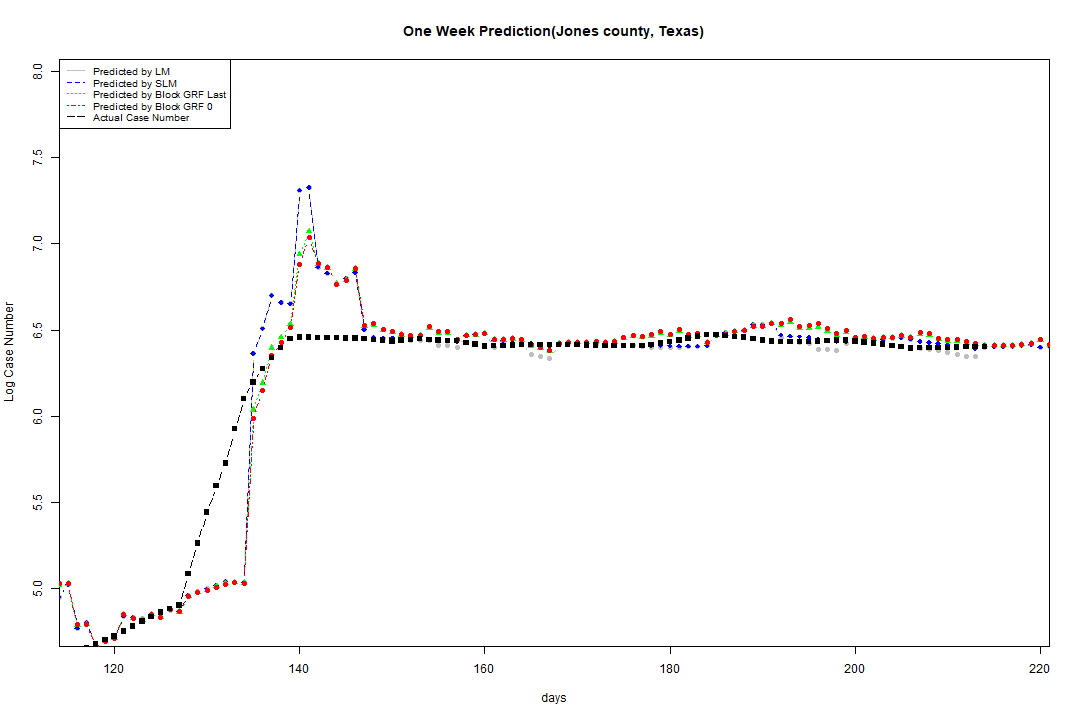 One Week Prediction(Jones county, Texas)
Predicted by LM
Predicted by SLM
Predicted by Block GRF Last
Predicted by Block GRF 0
Actual Case Number
8.0
7.5
7.0
6.5
6.0
5.5
5.0
Log Case Number
120 140 160 180 200 220
days